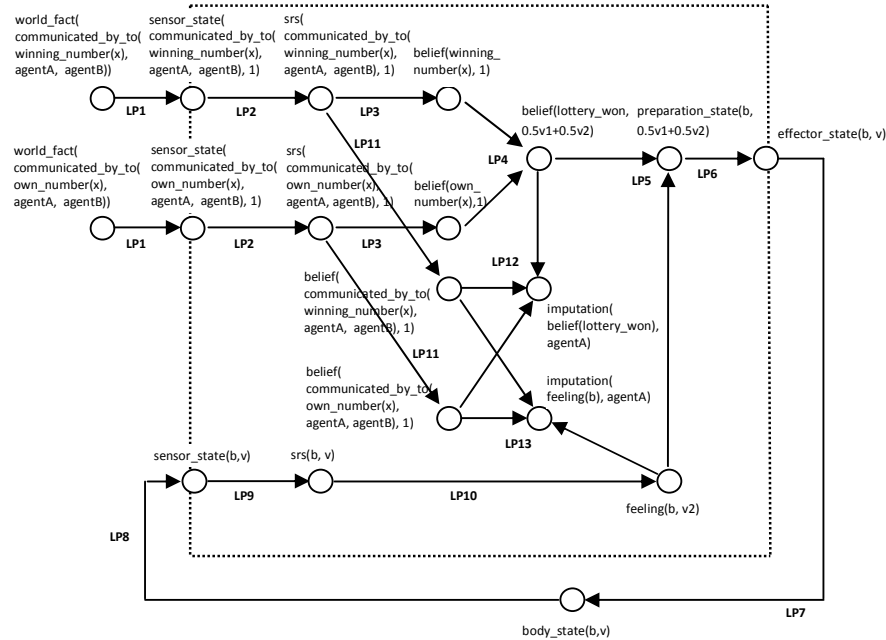 world_fact(
communicated_by_to(
winning_number(x),
agentA, agentB))
sensor_state(
communicated_by_to(
winning_number(x),
agentA, agentB), 1)
srs(
communicated_by_to(
winning_number(x),
agentA, agentB), 1)
belief(winning_
number(x), 1)
LP1
LP2
LP3
LP11
LP4
belief(lottery_won,
0.5v1+0.5v2)
preparation_state(b,
0.5v1+0.5v2)
effector_state(b, v)
LP5
LP6
world_fact(
communicated_by_to(
own_number(x),
agentA, agentB))
sensor_state(
communicated_by_to(
own_number(x),
agentA, agentB), 1)
srs(
communicated_by_to(
own_number(x),
agentA, agentB), 1)
belief(own_
number(x),1)
LP1
LP2
LP3
LP12
belief(
communicated_by_to(
winning_number(x),
agentA, agentB), 1)
imputation(
belief(lottery_won),
agentA)
LP11
belief(
communicated_by_to(
own_number(x),
agentA, agentB), 1)
imputation(
feeling(b), agentA)
LP13
sensor_state(b,v)
srs(b, v)
LP9
LP10
feeling(b, v2)
LP8
LP7
body_state(b,v)